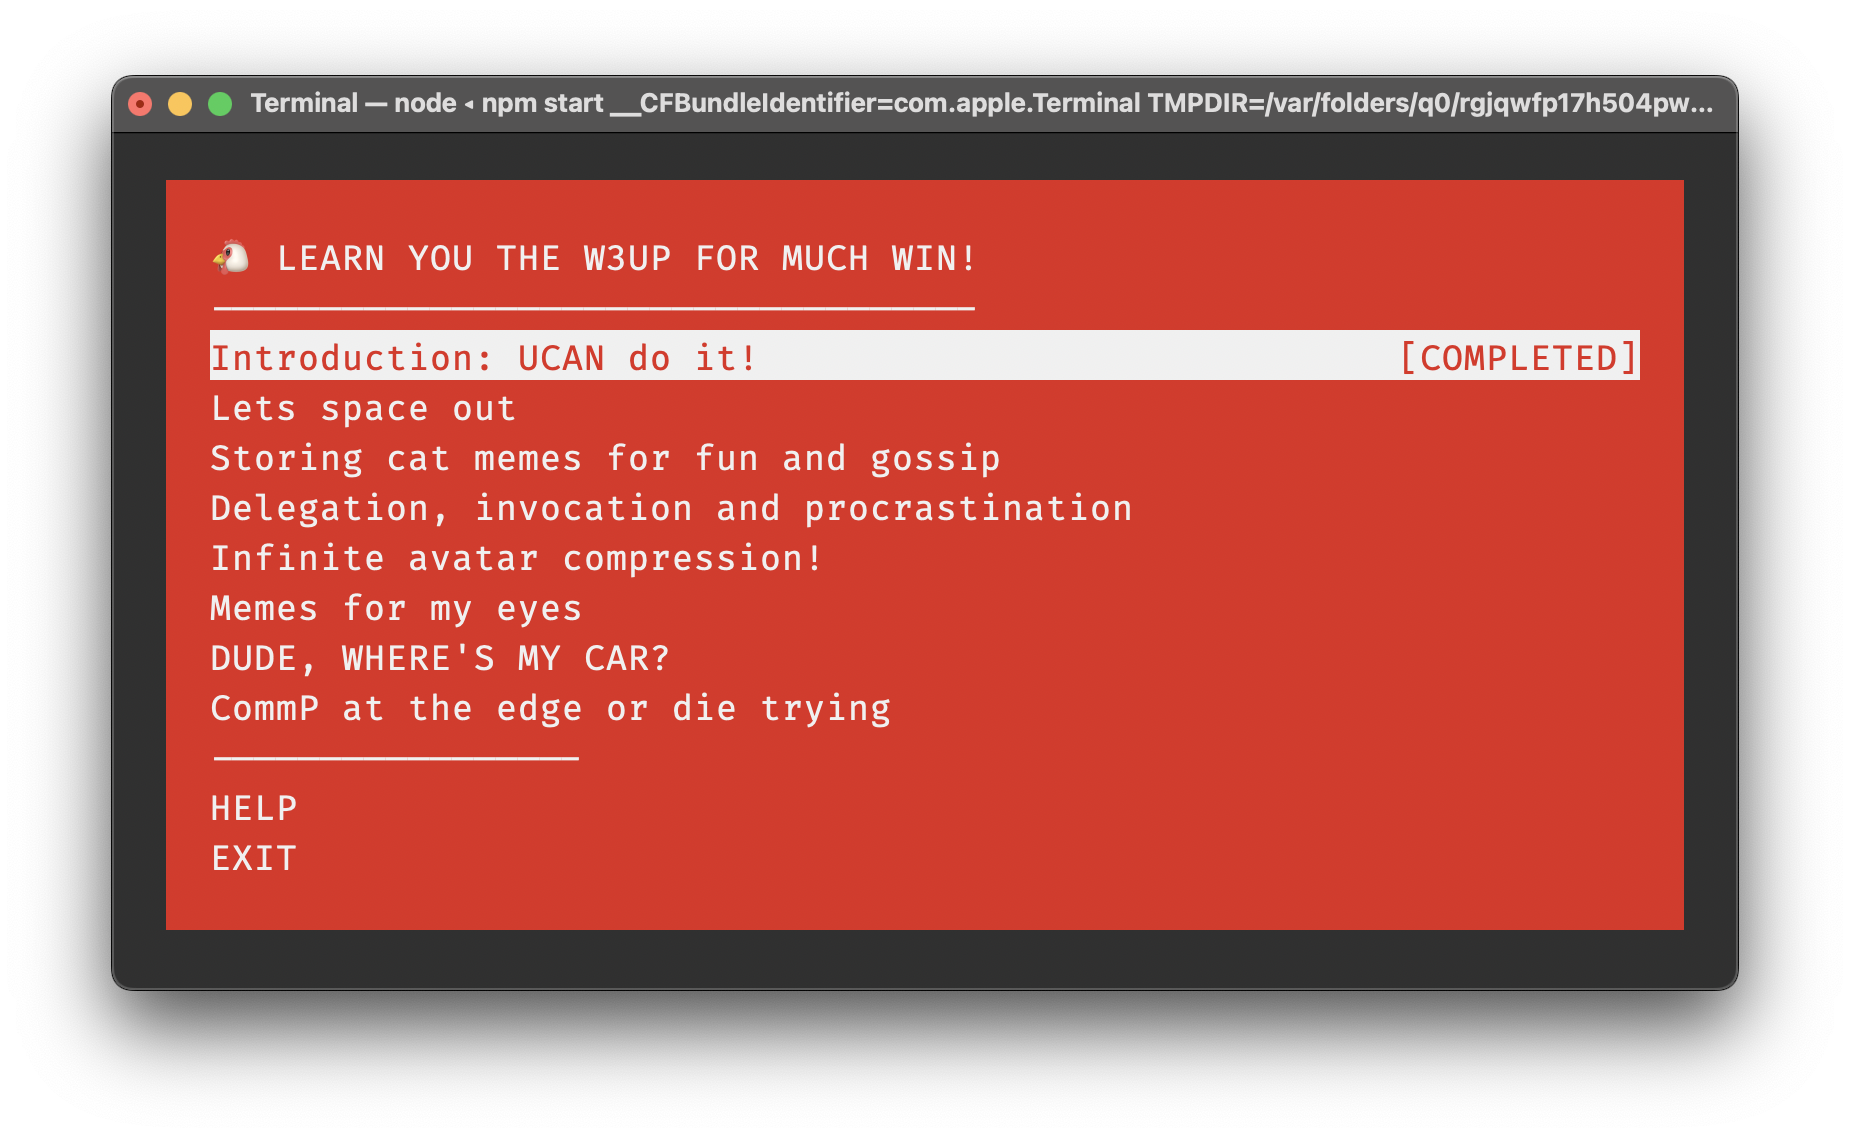 Terminal — node ◂ npm start __CFBundleIdentifier=com.apple.Terminal TMPDIR=/var/folders/q0/rgjqwfp17h504pw...
🐔 LEARN YOU THE W3UP FOR MUCH WIN!
Introduction: UCAN do it! [COMPLETED]
Lets space out
Storing cat memes for fun and gossip
Delegation, invocation and procrastination
Infinite avatar compression!
Memes for my eyes
DUDE, WHERE'S MY CAR?
CommP at the edge or die trying
HELP
EXIT